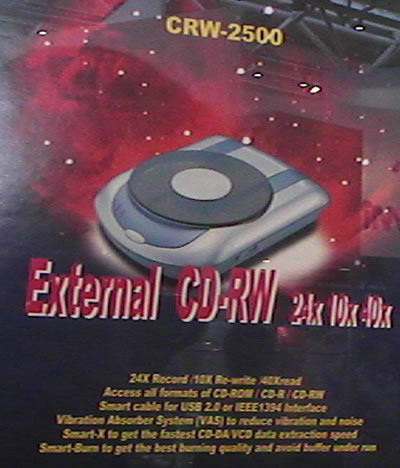 CRW-2500
External CD-RW 24x 10x 40x
24X Record /10X Re-write /40Xread
Access all formats of CD-ROM / CD-R / CD-RW
Smart cable for USB 2.0 or IEEE1394 Interface
Vibration Absorber System (VAS) to reduce vibration and noise
Smart-X to get the fastest CD-DA/VCD data extraction speed
Smart-Burn to get the best burning quality and avoid buffer under run